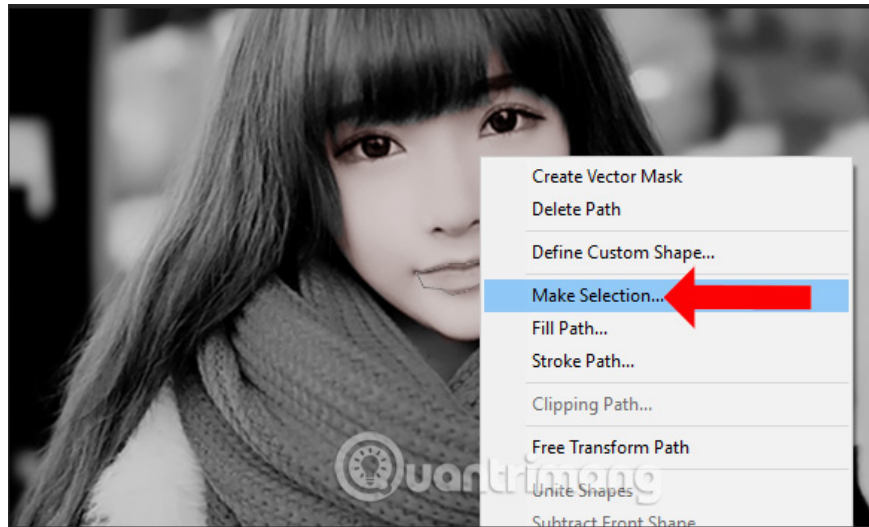 Create Vector Mask
Delete Path
Define Custom Shape...
Make Selection...
Fill Path...
Stroke Path...
Clipping Path...
Free Transform Path
Quantrimang
Unite Shapes
Subtract Front Shape